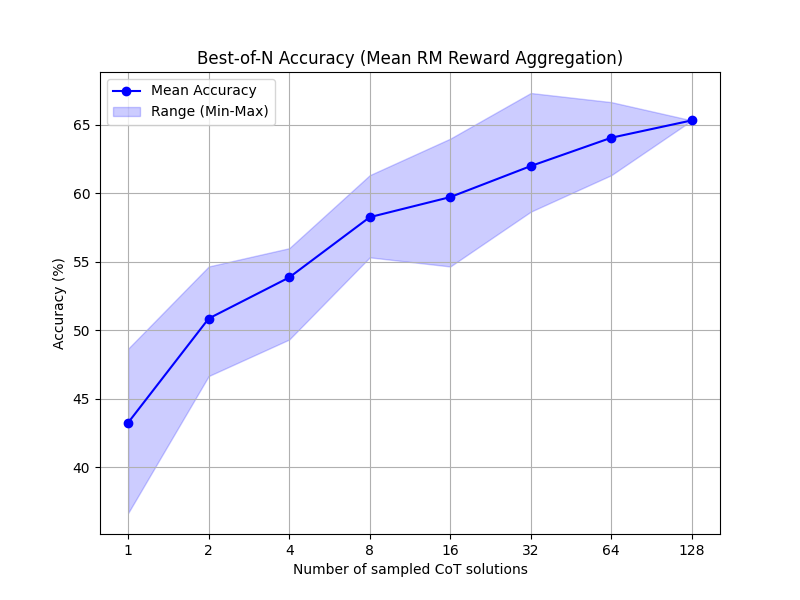 Best-of-N Accuracy (Mean RM Reward Aggregation)
Mean Accuracy
Range (Min-Max)
Accuracy (%)
65
60
55
50
45
40
1 2 4 8 16 32 64 128
Number of sampled CoT solutions